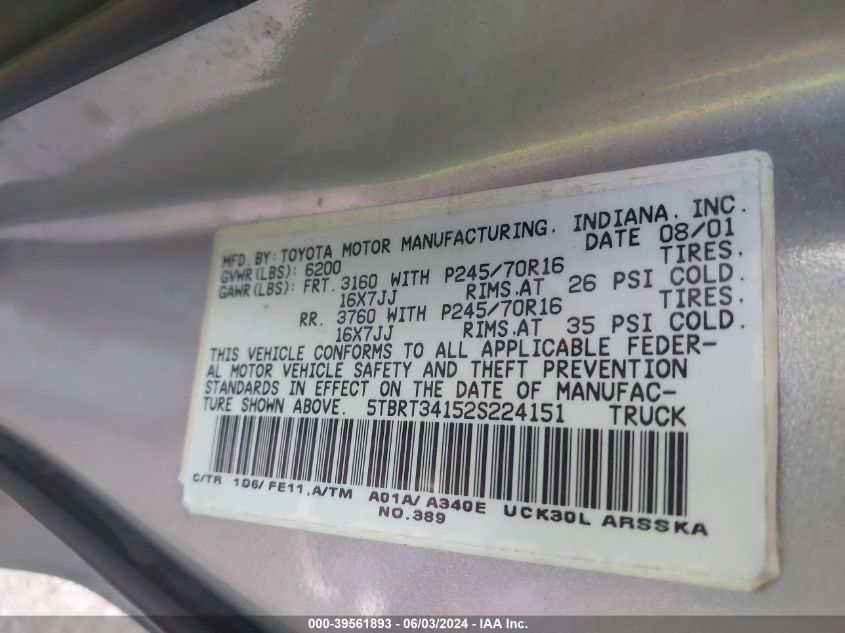 MFD. BY: TOYOTA MOTOR MANUFACTURING, INDIANA, INC.
GVWR(LBS): 6200 DATE 08/01
GAWR(LBS): FRT. 3160 WITH P245/70R16 TIRES,
16X7JJ RIMS,AT 26 PSI COLD.
RR. 3760 WITH P245/70R16 TIRES,
16X7JJ RIMS,AT 35 PSI COLD.
THIS VEHICLE CONFORMS TO ALL APPLICABLE FEDER-
AL MOTOR VEHICLE SAFETY AND THEFT PREVENTION
STANDARDS IN EFFECT ON THE DATE OF MANUFAC-
TURE SHOWN ABOVE. 5TBRT34152S224151 TRUCK
C/TR 1D6/FE11,A/TM A01A/A340E UCK30L ARSSKA
NO.389
000-39561893 - 06/03/2024 - IAA Inc.